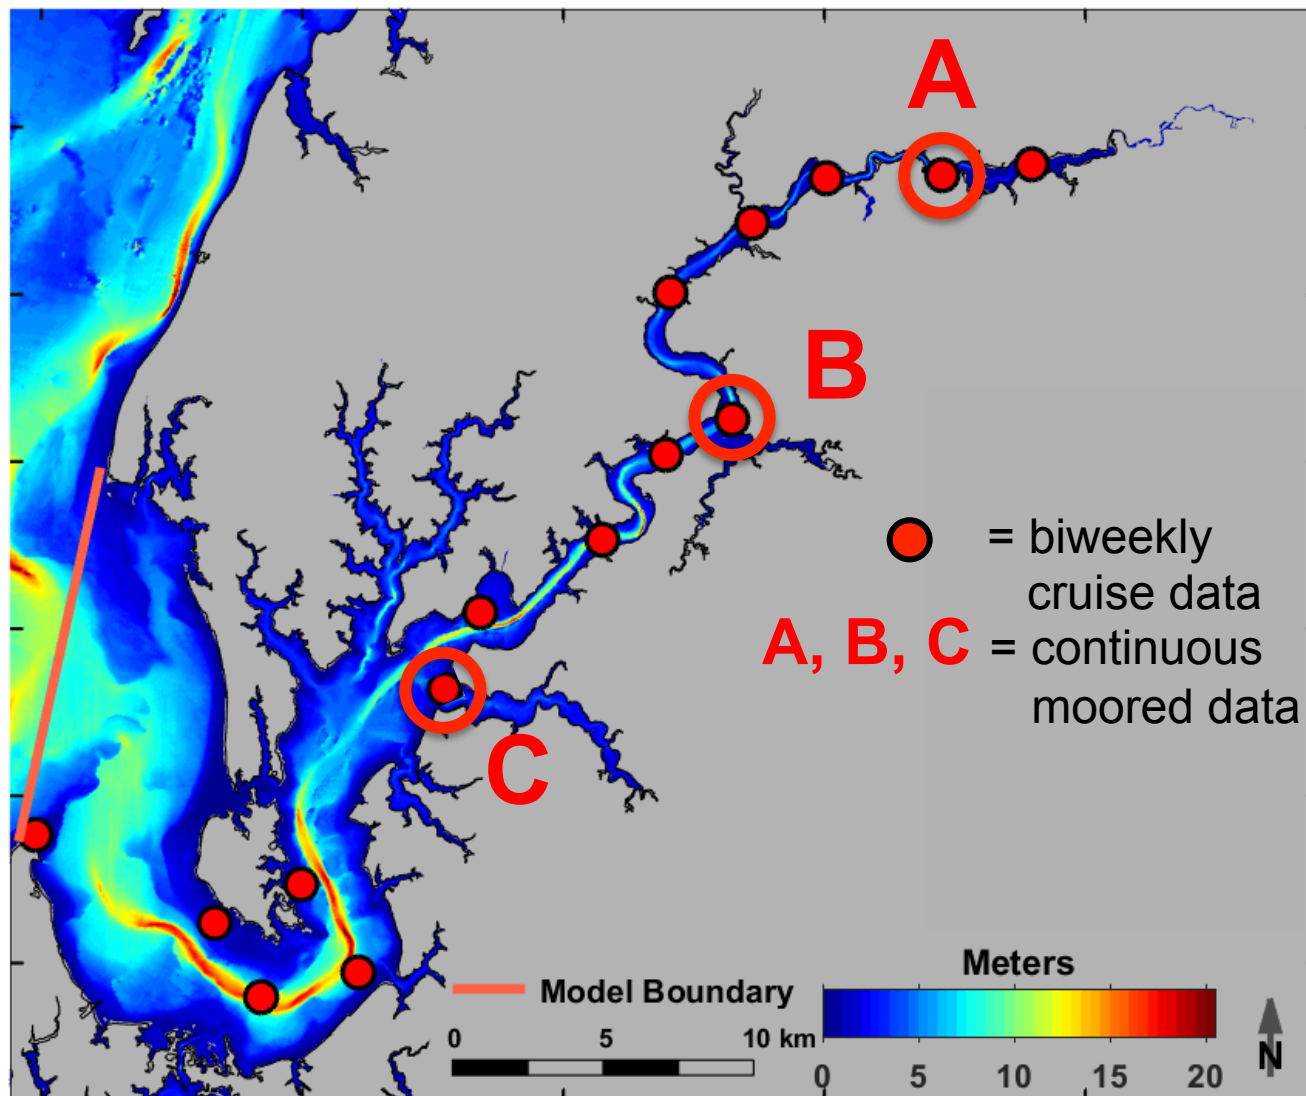 A
B
= biweekly
cruise data
A, B, C = continuous
moored data
C
Meters
Model Boundary
0 5 10 km
0 5 10 15 20
N